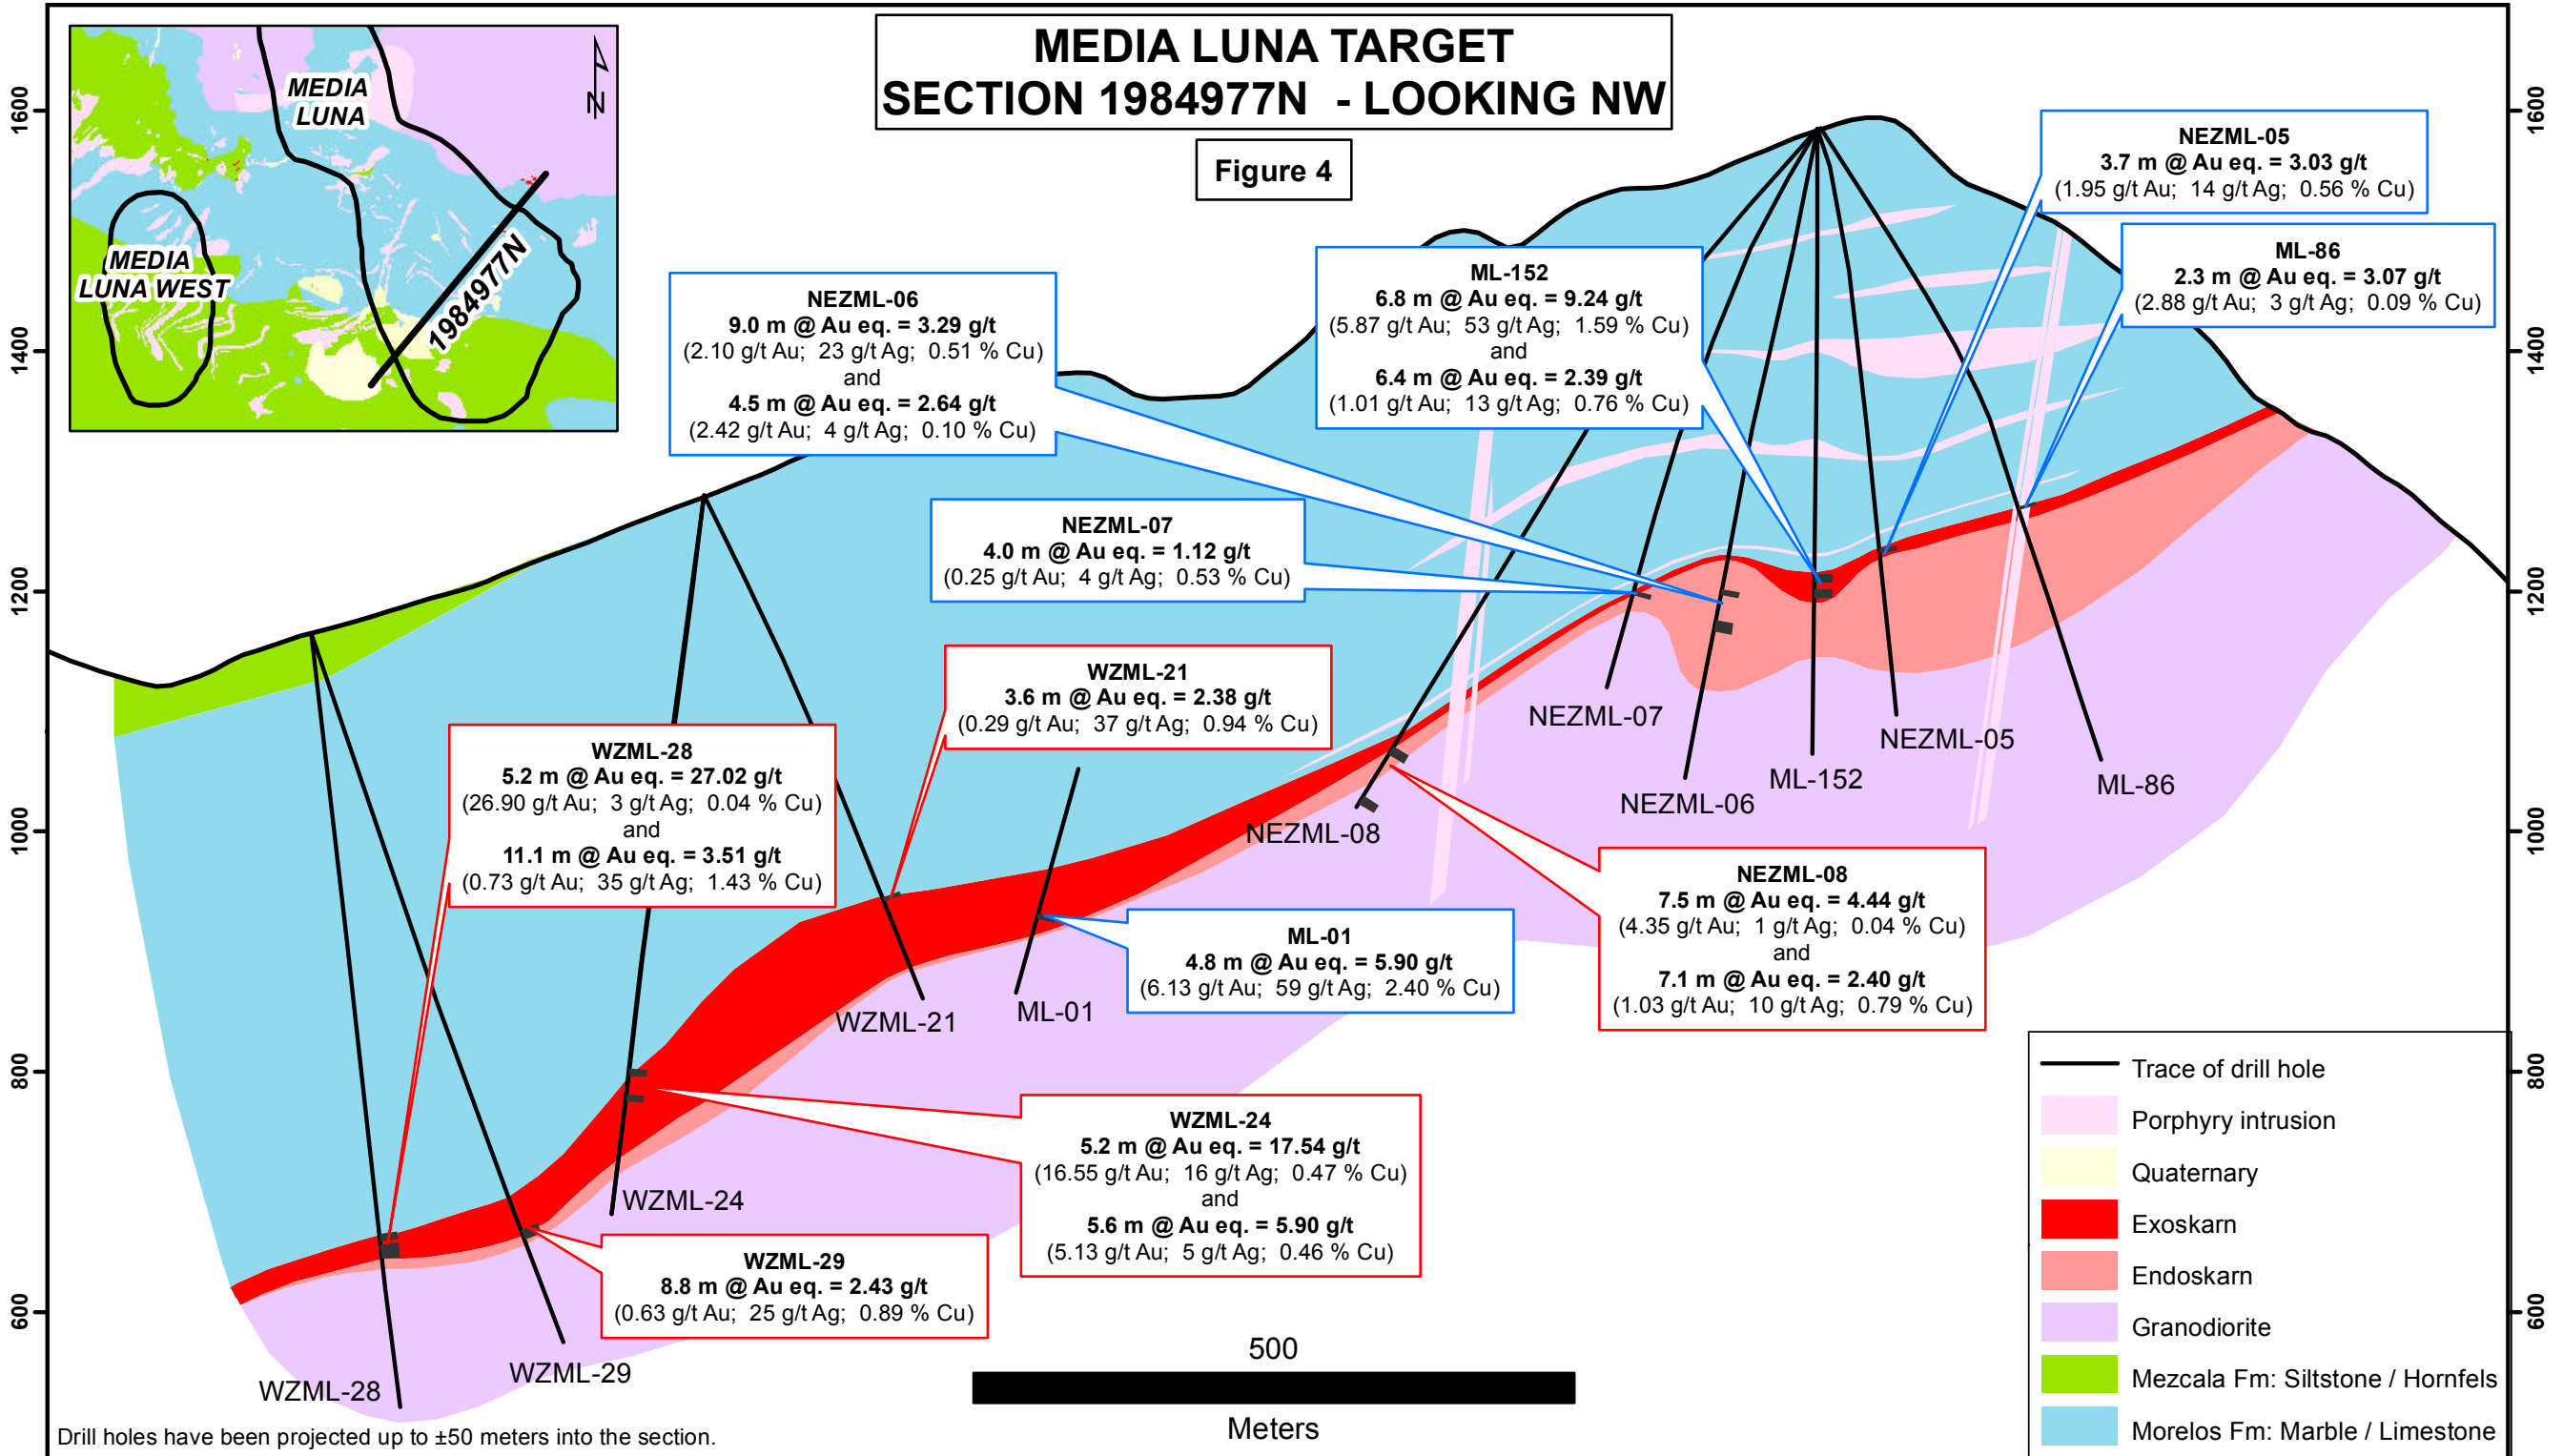 MEDIA LUNA TARGET
SECTION 1984977N - LOOKING NW
Figure 4
MEDIA
LUNA
N
MEDIA
LUNA WEST
1984977N
1600
1400
1200
1000
800
600
1600
1400
1200
1000
800
600
NEZML-05
3.7 m @ Au eq. = 3.03 g/t
(1.95 g/t Au; 14 g/t Ag; 0.56 % Cu)
ML-86
2.3 m @ Au eq. = 3.07 g/t
(2.88 g/t Au; 3 g/t Ag; 0.09 % Cu)
ML-152
6.8 m @ Au eq. = 9.24 g/t
(5.87 g/t Au; 53 g/t Ag; 1.59 % Cu)
and
6.4 m @ Au eq. = 2.39 g/t
(1.01 g/t Au; 13 g/t Ag; 0.76 % Cu)
NEZML-06
9.0 m @ Au eq. = 3.29 g/t
(2.10 g/t Au; 23 g/t Ag; 0.51 % Cu)
and
4.5 m @ Au eq. = 2.64 g/t
(2.42 g/t Au; 4 g/t Ag; 0.10 % Cu)
NEZML-07
4.0 m @ Au eq. = 1.12 g/t
(0.25 g/t Au; 4 g/t Ag; 0.53 % Cu)
WZML-21
3.6 m @ Au eq. = 2.38 g/t
(0.29 g/t Au; 37 g/t Ag; 0.94 % Cu)
WZML-28
5.2 m @ Au eq. = 27.02 g/t
(26.90 g/t Au; 3 g/t Ag; 0.04 % Cu)
and
11.1 m @ Au eq. = 3.51 g/t
(0.73 g/t Au; 35 g/t Ag; 1.43 % Cu)
NEZML-07
NEZML-05
ML-152
NEZML-06
ML-86
NEZML-08
NEZML-08
7.5 m @ Au eq. = 4.44 g/t
(4.35 g/t Au; 1 g/t Ag; 0.04 % Cu)
and
7.1 m @ Au eq. = 2.40 g/t
(1.03 g/t Au; 10 g/t Ag; 0.79 % Cu)
ML-01
4.8 m @ Au eq. = 5.90 g/t
(6.13 g/t Au; 59 g/t Ag; 2.40 % Cu)
WZML-21
ML-01
WZML-24
5.2 m @ Au eq. = 17.54 g/t
(16.55 g/t Au; 16 g/t Ag; 0.47 % Cu)
and
5.6 m @ Au eq. = 5.90 g/t
(5.13 g/t Au; 5 g/t Ag; 0.46 % Cu)
WZML-24
WZML-29
8.8 m @ Au eq. = 2.43 g/t
(0.63 g/t Au; 25 g/t Ag; 0.89 % Cu)
WZML-29
WZML-28
500
Meters
Trace of drill hole
Porphyry intrusion
Quaternary
Exoskarn
Endoskarn
Granodiorite
Mezcala Fm: Siltstone / Hornfels
Morelos Fm: Marble / Limestone
Drill holes have been projected up to ±50 meters into the section.